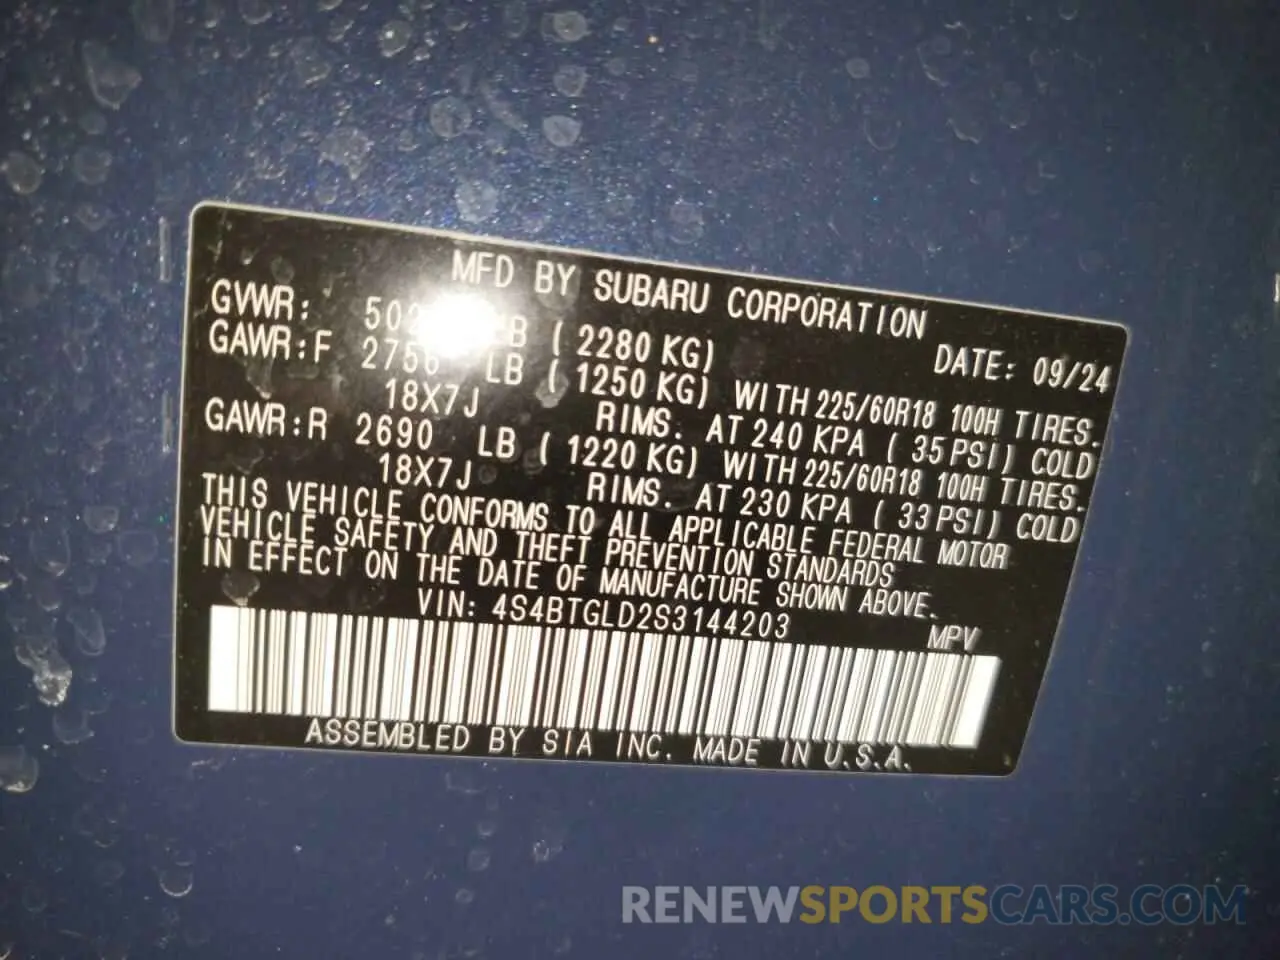 MFD BY SUBARU CORPORATION
GVWR: LB ( 2280 KG) DATE: 09/24
GAWR:F 2756 LB ( 1250 KG) WITH 225/60R18 100H TIRES.
18X7J RIMS. AT 240 KPA ( 35 PSI) COLD
GAWR:R 2690 LB ( 1220 KG) WITH 225/60R18 100H TIRES.
18X7J RIMS. AT 230 KPA ( 33 PSI) COLD
THIS VEHICLE CONFORMS TO ALL APPLICABLE FEDERAL MOTOR
VEHICLE SAFETY AND THEFT PREVENTION STANDARDS
IN EFFECT ON THE DATE OF MANUFACTURE SHOWN ABOVE.
VIN: 4S4BTGLD2S3144203 MPV
ASSEMBLED BY SIA INC. MADE IN U.S.A.
RENEWSPORTSCARS.COM